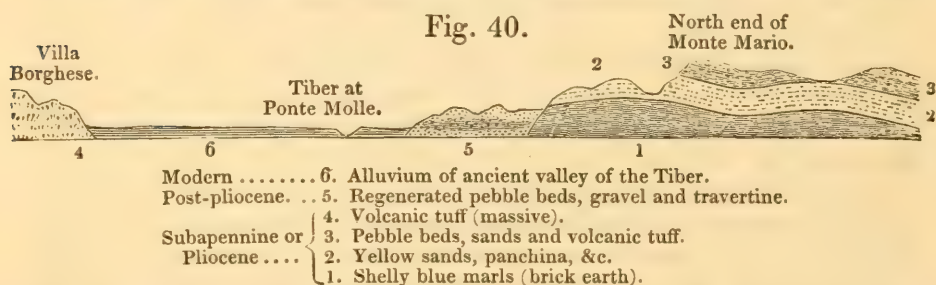 Fig. 40.
North end of
Monte Mario.
Villa
Borghese.
Tiber at
Ponte Molle.
2 3
3
2
4 6 5 1
Modern ........ 6. Alluvium of ancient valley of the Tiber.
Post-pliocene. .. 5. Regenerated pebble beds, gravel and travertine.
4. Volcanic tuff (massive).
Subapennine or 3. Pebble beds, sands and volcanic tuff.
Pliocene .... 2. Yellow sands, panchina, &c.
1. Shelly blue marls (brick earth).